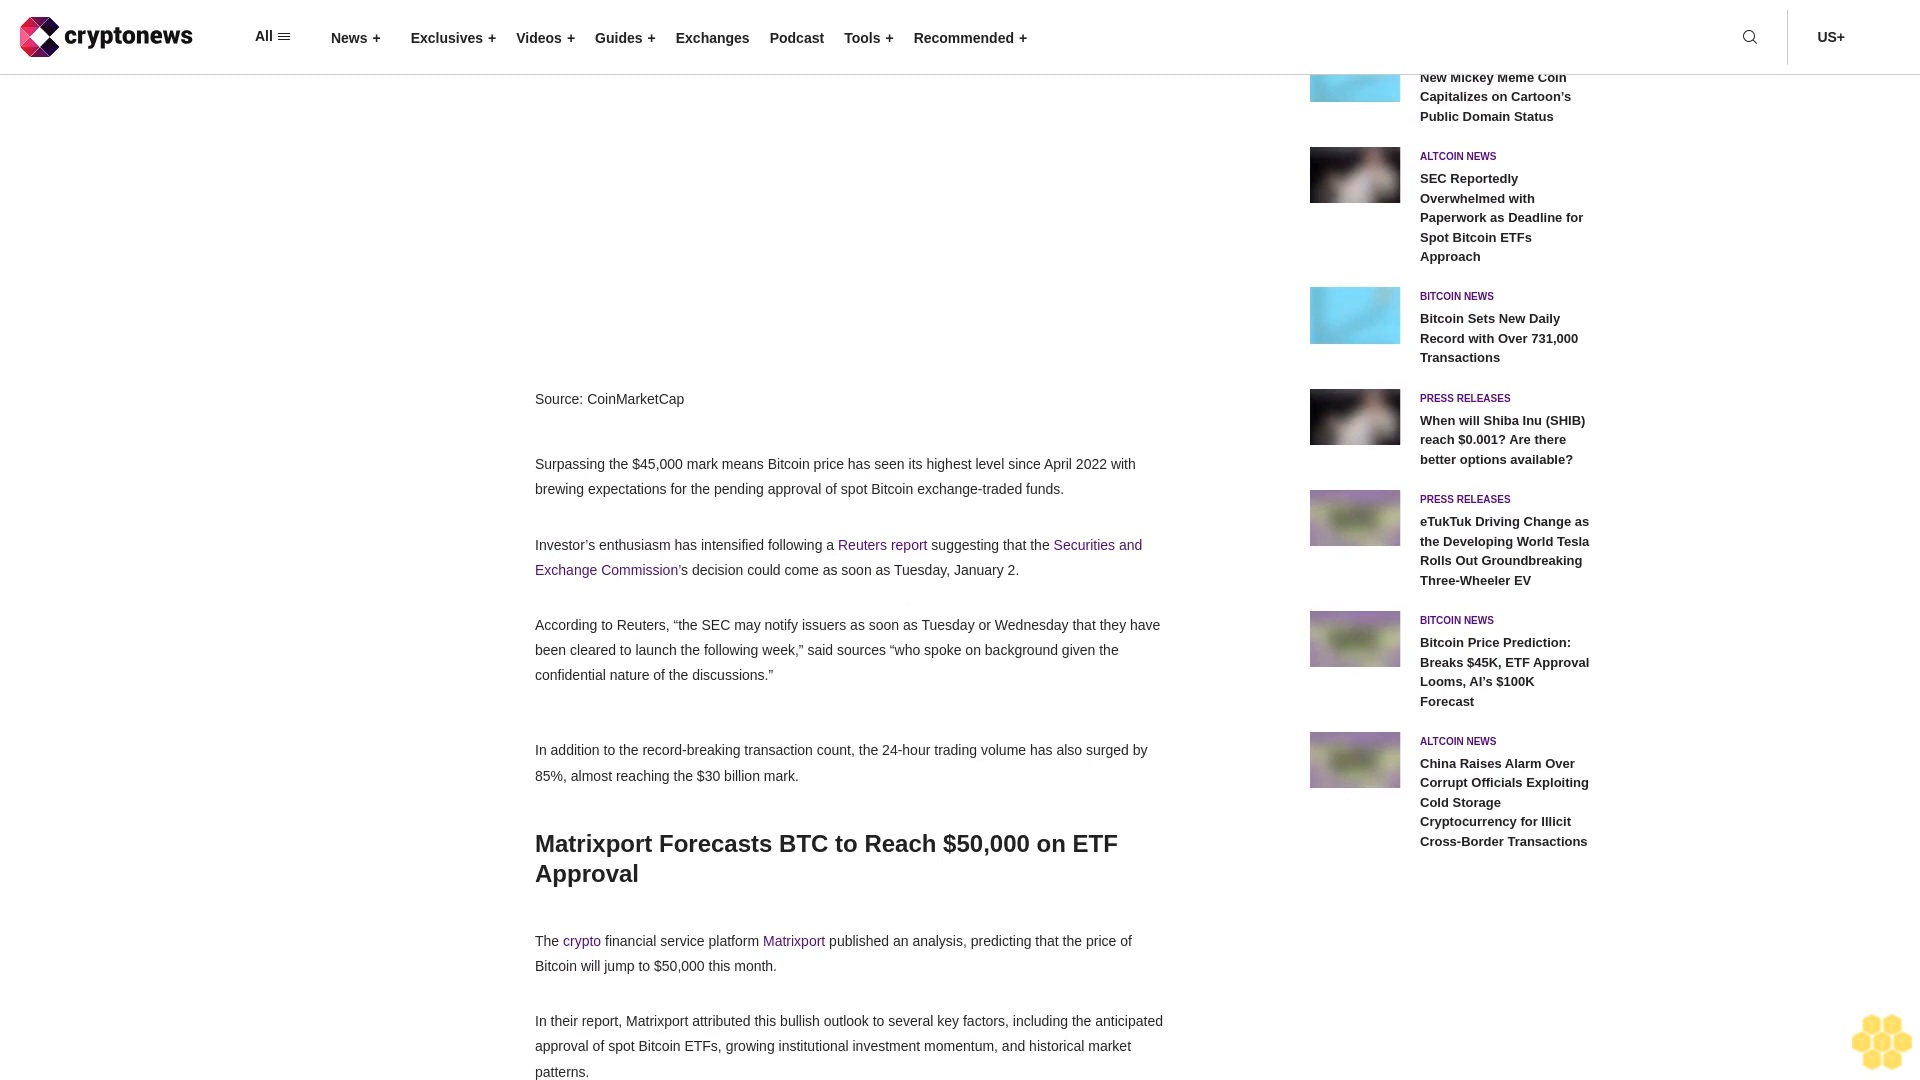 cryptonews
All
News +
Exclusives +
Videos +
Guides +
Exchanges
Podcast
Tools +
Recommended +
US+
Source: CoinMarketCap
Surpassing the $45,000 mark means Bitcoin price has seen its highest level since April 2022 with
brewing expectations for the pending approval of spot Bitcoin exchange-traded funds.
Investor’s enthusiasm has intensified following a Reuters report suggesting that the Securities and
Exchange Commission’s decision could come as soon as Tuesday, January 2.
According to Reuters, “the SEC may notify issuers as soon as Tuesday or Wednesday that they have
been cleared to launch the following week,” said sources “who spoke on background given the
confidential nature of the discussions.”
In addition to the record-breaking transaction count, the 24-hour trading volume has also surged by
85%, almost reaching the $30 billion mark.
Matrixport Forecasts BTC to Reach $50,000 on ETF
Approval
The crypto financial service platform Matrixport published an analysis, predicting that the price of
Bitcoin will jump to $50,000 this month.
In their report, Matrixport attributed this bullish outlook to several key factors, including the anticipated
approval of spot Bitcoin ETFs, growing institutional investment momentum, and historical market
patterns.
New Mickey Meme Coin
Capitalizes on Cartoon’s
Public Domain Status
ALTCOIN NEWS
SEC Reportedly
Overwhelmed with
Paperwork as Deadline for
Spot Bitcoin ETFs
Approach
BITCOIN NEWS
Bitcoin Sets New Daily
Record with Over 731,000
Transactions
PRESS RELEASES
When will Shiba Inu (SHIB)
reach $0.001? Are there
better options available?
PRESS RELEASES
eTukTuk Driving Change as
the Developing World Tesla
Rolls Out Groundbreaking
Three-Wheeler EV
BITCOIN NEWS
Bitcoin Price Prediction:
Breaks $45K, ETF Approval
Looms, AI’s $100K
Forecast
ALTCOIN NEWS
China Raises Alarm Over
Corrupt Officials Exploiting
Cold Storage
Cryptocurrency for Illicit
Cross-Border Transactions